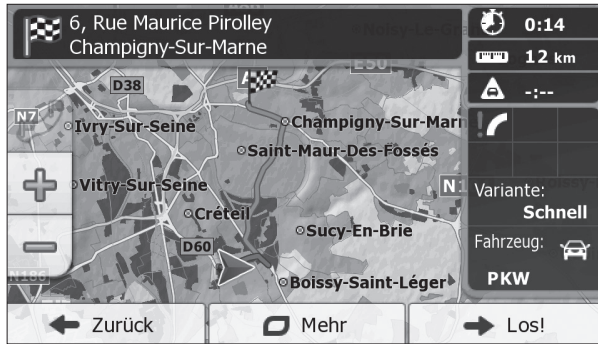 6, Rue Maurice Pirolley
Champigny-Sur-Marne
0:14
12 km
-:--
D38
N7
Ivry-Sur-Seine
Champigny-Sur-Marn
Saint-Maur-Des-Fossés
Vitry-Sur-Seine
N1
Créteil
D60
Sucy-En-Brie
N186
Boissy-Saint-Léger
Variante:
Schnell
Fahrzeug:
PKW
Zurück
Mehr
Los!